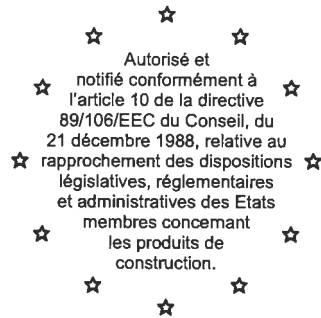 Autorisé et
notifié conformément à
l'article 10 de la directive
89/106/EEC du Conseil, du
21 décembre 1988, relative au
rapprochement des dispositions
législatives, réglementaires
et administratives des Etats
membres concernant
les produits de
construction.